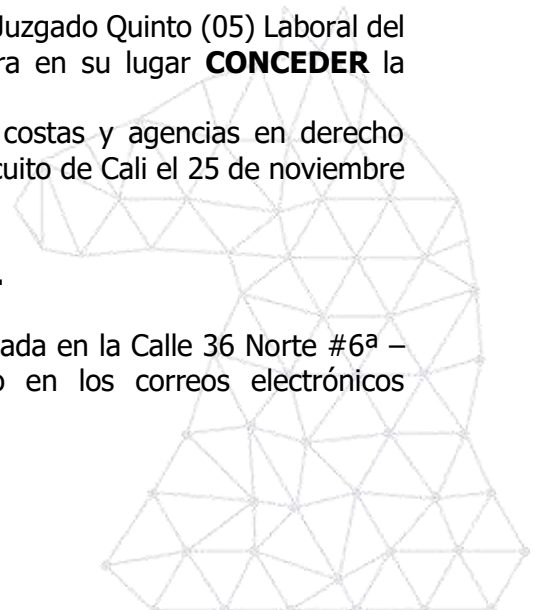 Juzgado Quinto (05) Laboral del
ra en su lugar CONCEDER la
costas y agencias en derecho
cuito de Cali el 25 de noviembre
.
ada en la Calle 36 Norte #6ª –
o en los correos electrónicos